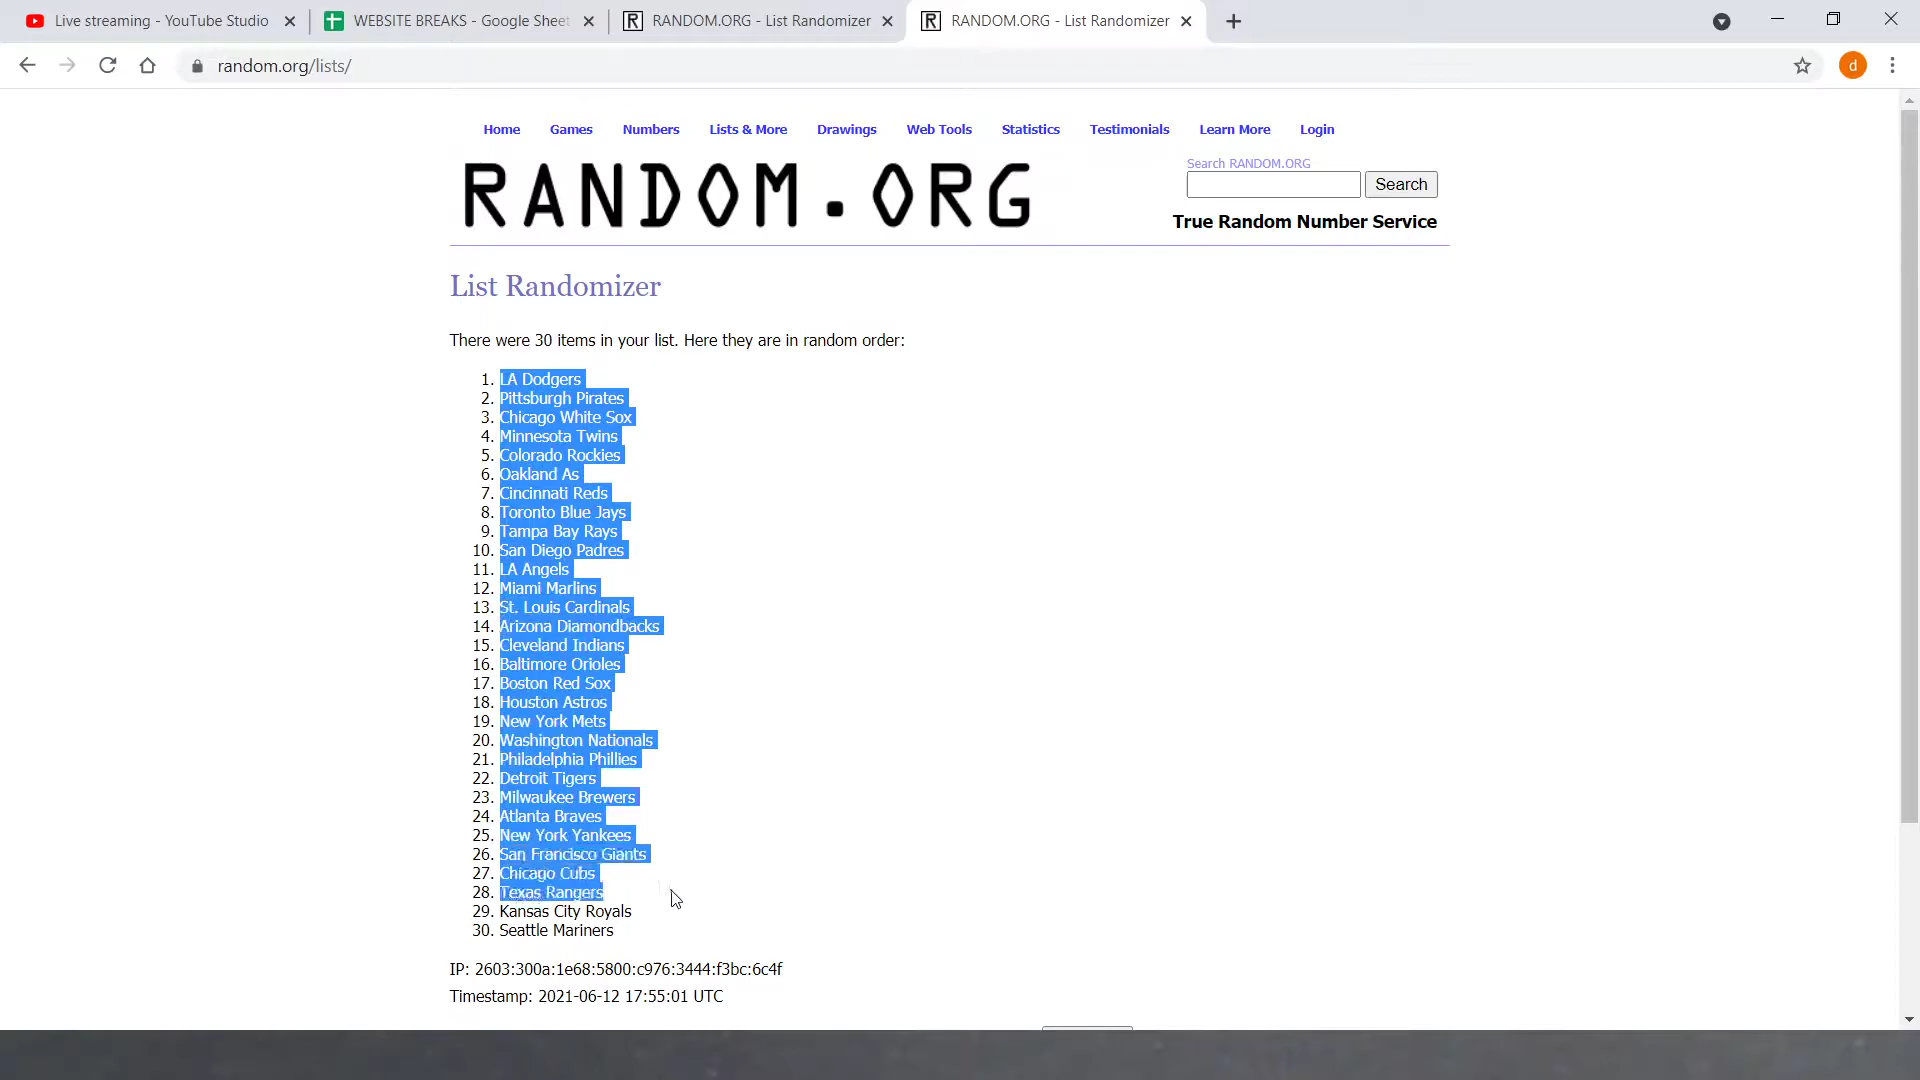 Live streaming - YouTube Studio
WEBSITE BREAKS - Google Sheet
RANDOM.ORG - List Randomizer
RANDOM.ORG - List Randomizer
random.org/lists/
d
Home Games Numbers Lists & More Drawings Web Tools Statistics Testimonials Learn More Login
RANDOM.ORG
Search RANDOM.ORG
Search
True Random Number Service
List Randomizer
There were 30 items in your list. Here they are in random order:
1. LA Dodgers
2. Pittsburgh Pirates
3. Chicago White Sox
4. Minnesota Twins
5. Colorado Rockies
6. Oakland As
7. Cincinnati Reds
8. Toronto Blue Jays
9. Tampa Bay Rays
10. San Diego Padres
11. LA Angels
12. Miami Marlins
13. St. Louis Cardinals
14. Arizona Diamondbacks
15. Cleveland Indians
16. Baltimore Orioles
17. Boston Red Sox
18. Houston Astros
19. New York Mets
20. Washington Nationals
21. Philadelphia Phillies
22. Detroit Tigers
23. Milwaukee Brewers
24. Atlanta Braves
25. New York Yankees
26. San Francisco Giants
27. Chicago Cubs
28. Texas Rangers
29. Kansas City Royals
30. Seattle Mariners
IP: 2603:300a:1e68:5800:c976:3444:f3bc:6c4f
Timestamp: 2021-06-12 17:55:01 UTC